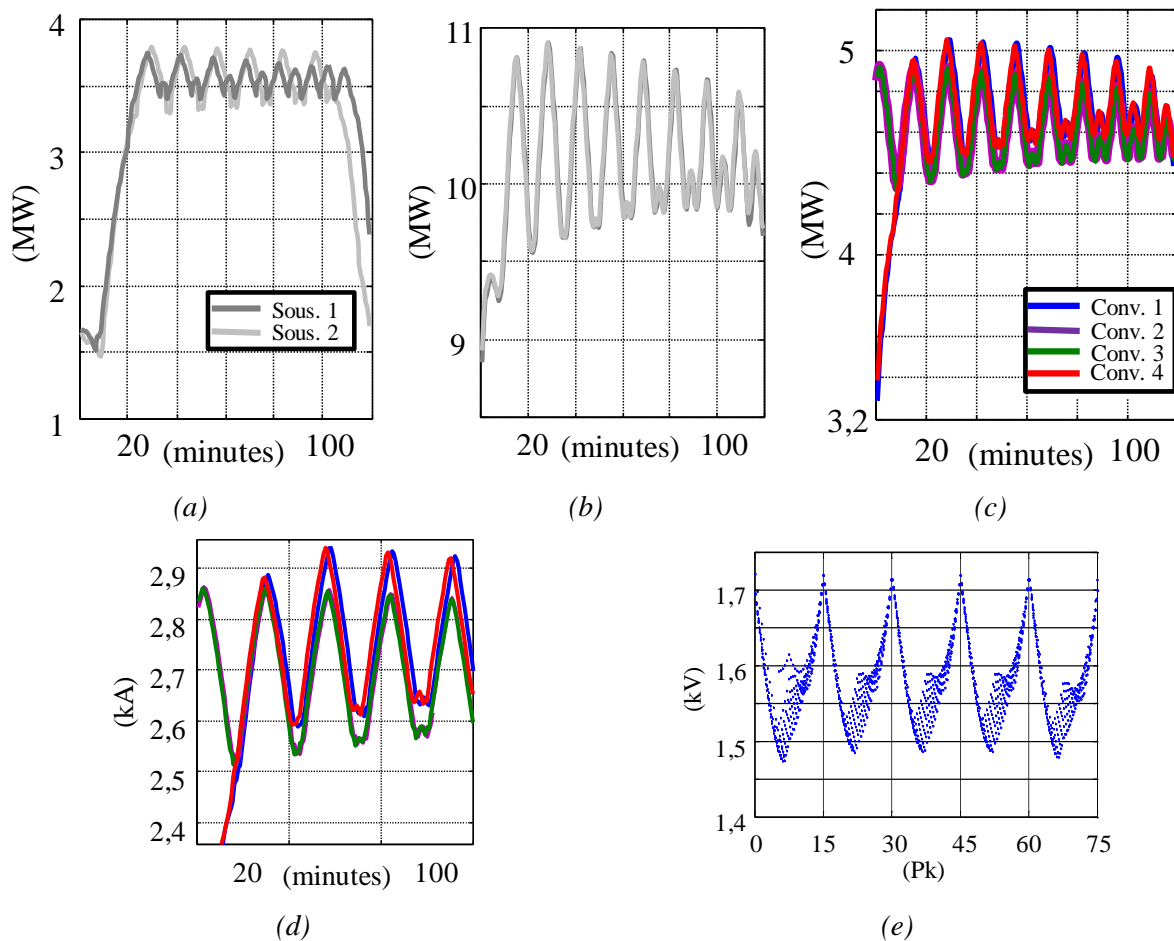 4
3
2
1
(MW)
Sous. 1
Sous. 2
20 (minutes) 100
(a)
11
10
9
(MW)
20 (minutes) 100
(b)
5
4
3,2
(MW)
Conv. 1
Conv. 2
Conv. 3
Conv. 4
20 (minutes) 100
(c)
2,9
2,8
2,7
2,6
2,5
2,4
(kA)
20 (minutes) 100
(d)
1,7
1,6
1,5
1,4
(kV)
0 15 30 45 60 75
(Pk)
(e)